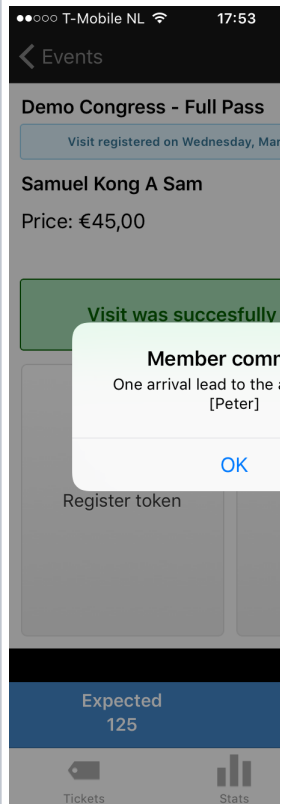 T-Mobile NL 17:53
Events
Demo Congress - Full Pass
Visit registered on Wednesday, Mar
Samuel Kong A Sam
Price: €45,00
Visit was succesfully
Member comm
One arrival lead to the a
[Peter]
OK
Register token
Expected
125
Tickets
Stats